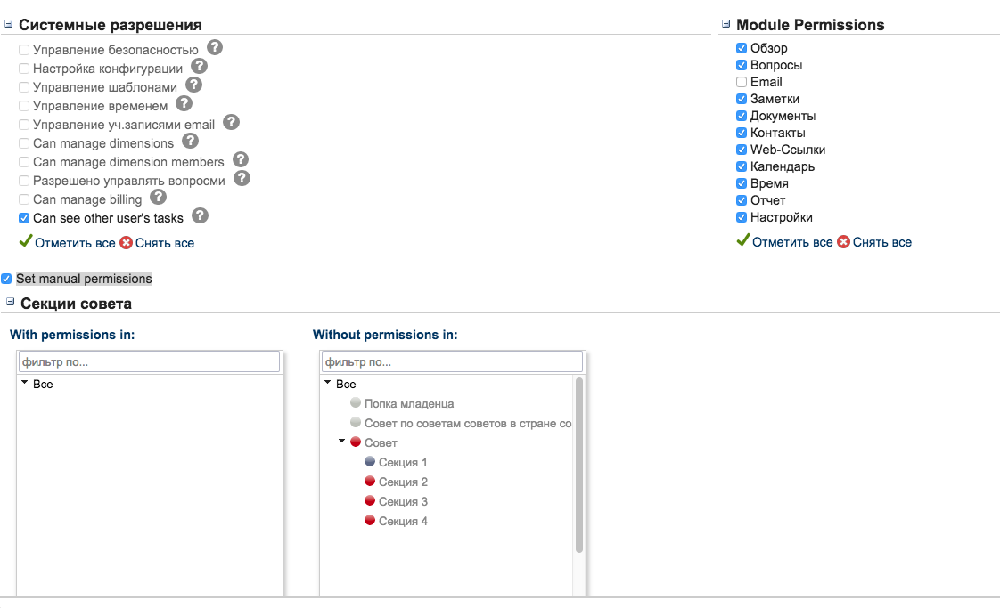 Системные разрешения
Управление безопасностью ?
Настройка конфигурации ?
Управление шаблонами ?
Управление временем ?
Управление уч.записями email ?
Can manage dimensions ?
Can manage dimension members ?
Разрешено управлять вопросми ?
Can manage billing ?
Can see other user's tasks ?
Отметить все Снять все
Module Permissions
Обзор
Вопросы
Email
Заметки
Документы
Контакты
Web-Ссылки
Календарь
Время
Отчет
Настройки
Отметить все Снять все
Set manual permissions
Секции совета
With permissions in:
фильтр по...
Все
Without permissions in:
фильтр по...
Все
Попка младенца
Совет по советам советов в стране со
Совет
Секция 1
Секция 2
Секция 3
Секция 4